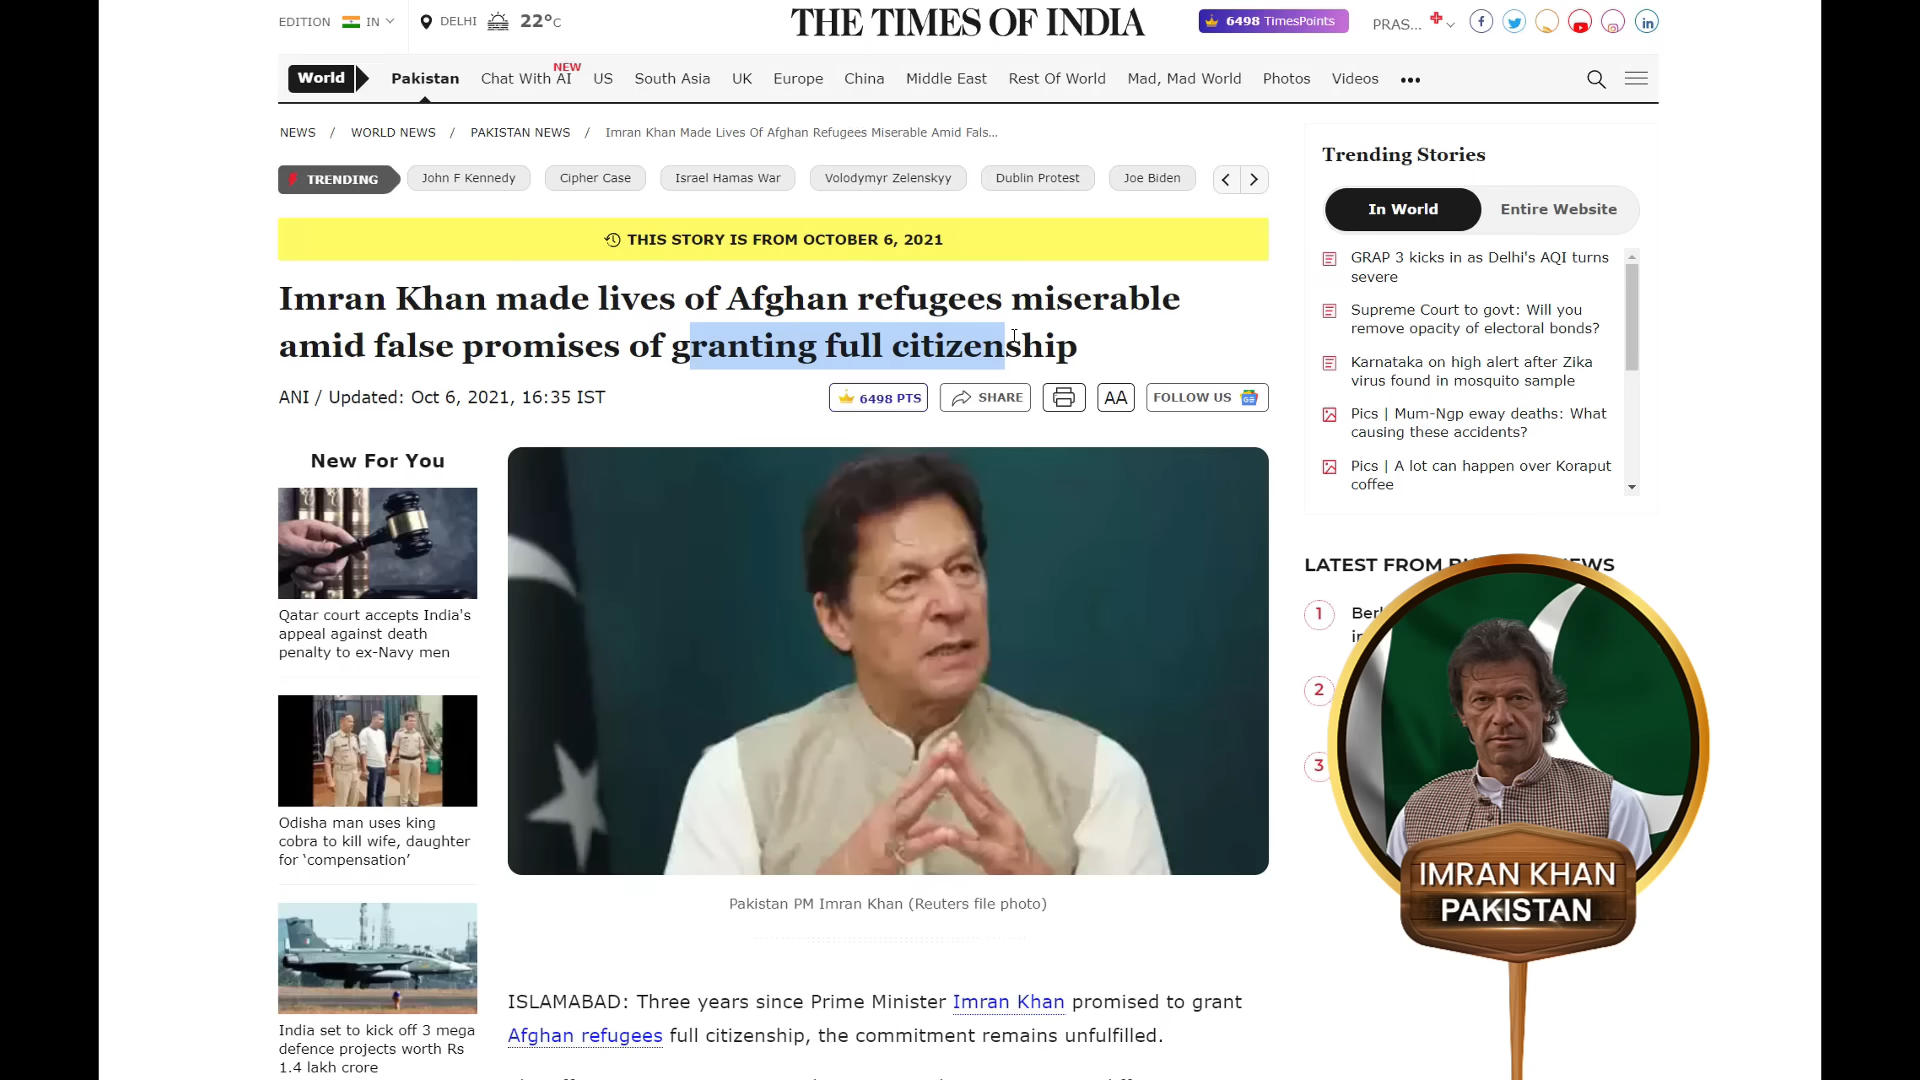 EDITION
IN
DELHI
22°C
THE TIMES OF INDIA
6498 TimesPoints
PRAS...
World
Pakistan
Chat With AI
NEW
US
South Asia
UK
Europe
China
Middle East
Rest Of World
Mad, Mad World
Photos
Videos
NEWS / WORLD NEWS / PAKISTAN NEWS / Imran Khan Made Lives Of Afghan Refugees Miserable Amid Fals...
TRENDING
John F Kennedy
Cipher Case
Israel Hamas War
Volodymyr Zelenskyy
Dublin Protest
Joe Biden
THIS STORY IS FROM OCTOBER 6, 2021
Imran Khan made lives of Afghan refugees miserable
amid false promises of granting full citizenship
ANI / Updated: Oct 6, 2021, 16:35 IST
6498 PTS
SHARE
AA
FOLLOW US
New For You
Qatar court accepts India's
appeal against death
penalty to ex-Navy men
Odisha man uses king
cobra to kill wife, daughter
for ‘compensation’
India set to kick off 3 mega
defence projects worth Rs
1.4 lakh crore
Pakistan PM Imran Khan (Reuters file photo)
ISLAMABAD: Three years since Prime Minister Imran Khan promised to grant
Afghan refugees full citizenship, the commitment remains unfulfilled.
Trending Stories
In World
Entire Website
GRAP 3 kicks in as Delhi's AQI turns
severe
Supreme Court to govt: Will you
remove opacity of electoral bonds?
Karnataka on high alert after Zika
virus found in mosquito sample
Pics | Mum-Ngp eway deaths: What
causing these accidents?
Pics | A lot can happen over Koraput
coffee
LATEST FROM
1
2
3
IMRAN KHAN
PAKISTAN